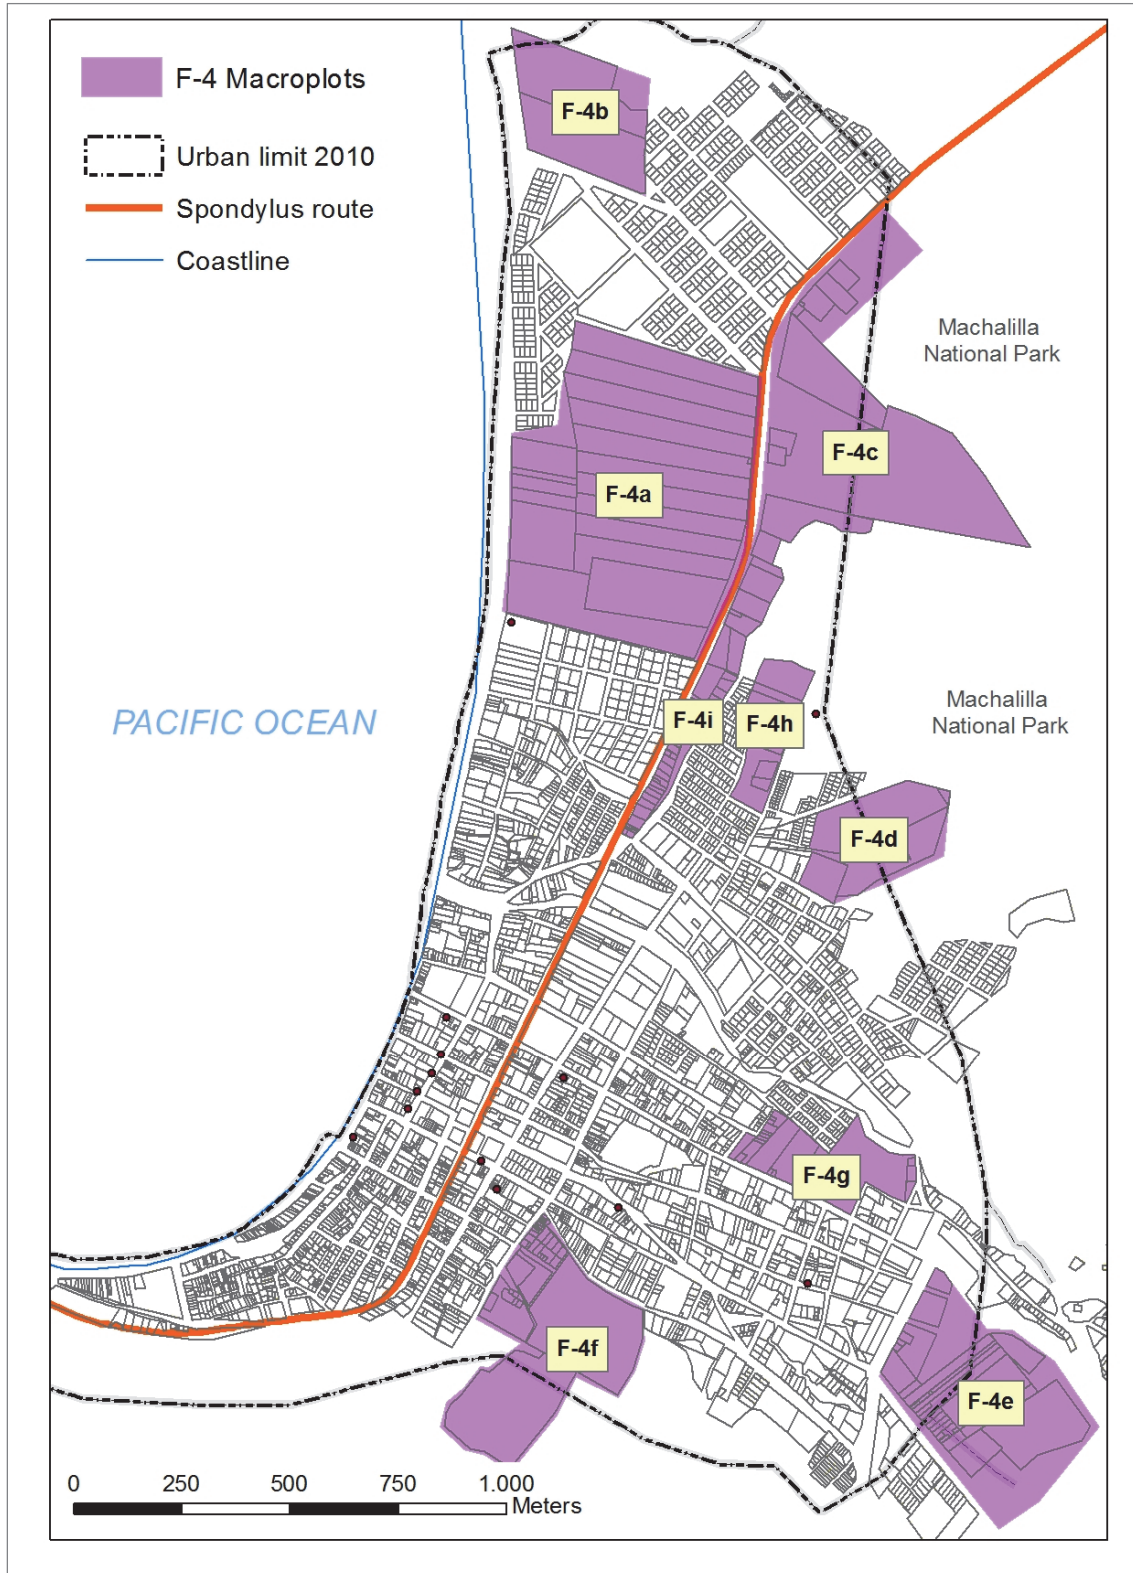 F-4 Macroplots
Urban limit 2010
Spondylus route
Coastline
F-4b
Machalilla
National Park
F-4c
F-4a
Machalilla
National Park
PACIFIC OCEAN
F-4i
F-4h
F-4d
F-4g
F-4f
F-4e
0 250 500 750 1.000
Meters